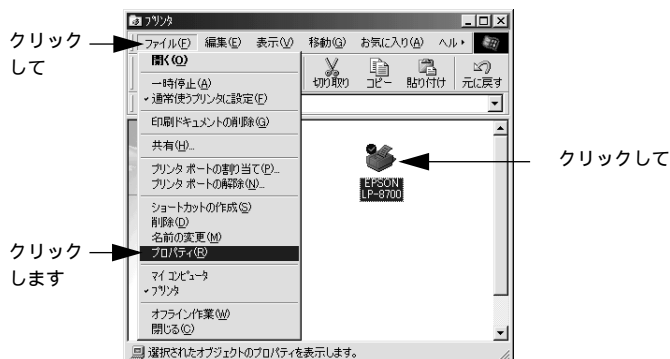 プリンタ
ファイル(F) 編集(E) 表示(V) 移動(G) お気に入り(A) ヘル
切り取り コピー 貼り付け 元に戻す
開く(O)
一時停止(A)
通常使うプリンタに設定(F)
印刷ドキュメントの削除(G)
共有(H)...
プリンタ ポートの割り当て(P)...
プリンタ ポートの解除(N)...
ショートカットの作成(S)
削除(D)
名前の変更(M)
プロパティ(R)
マイ コンピュータ
プリンタ
オフライン作業(W)
閉じる(C)
EPSON
LP-8700
選択されたオブジェクトのプロパティを表示します。
クリック
して
クリックして
クリック
します